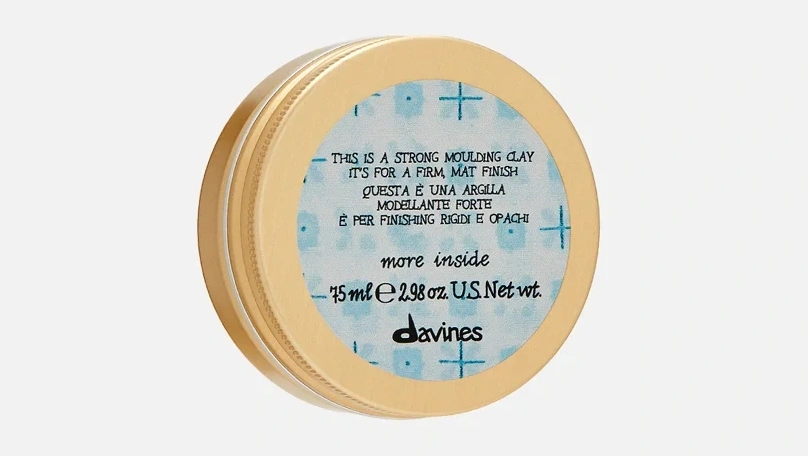 THIS IS A STRONG MOULDING CLAY
IT'S FOR A FIRM, MAT FINISH
QUESTA È UNA ARGILLA
MODELLANTE FORTE
È PER FINISHING RIGIDI E OPACHI
more inside
75 ml ℮ 2.98 oz. U.S. Net wt.
davines